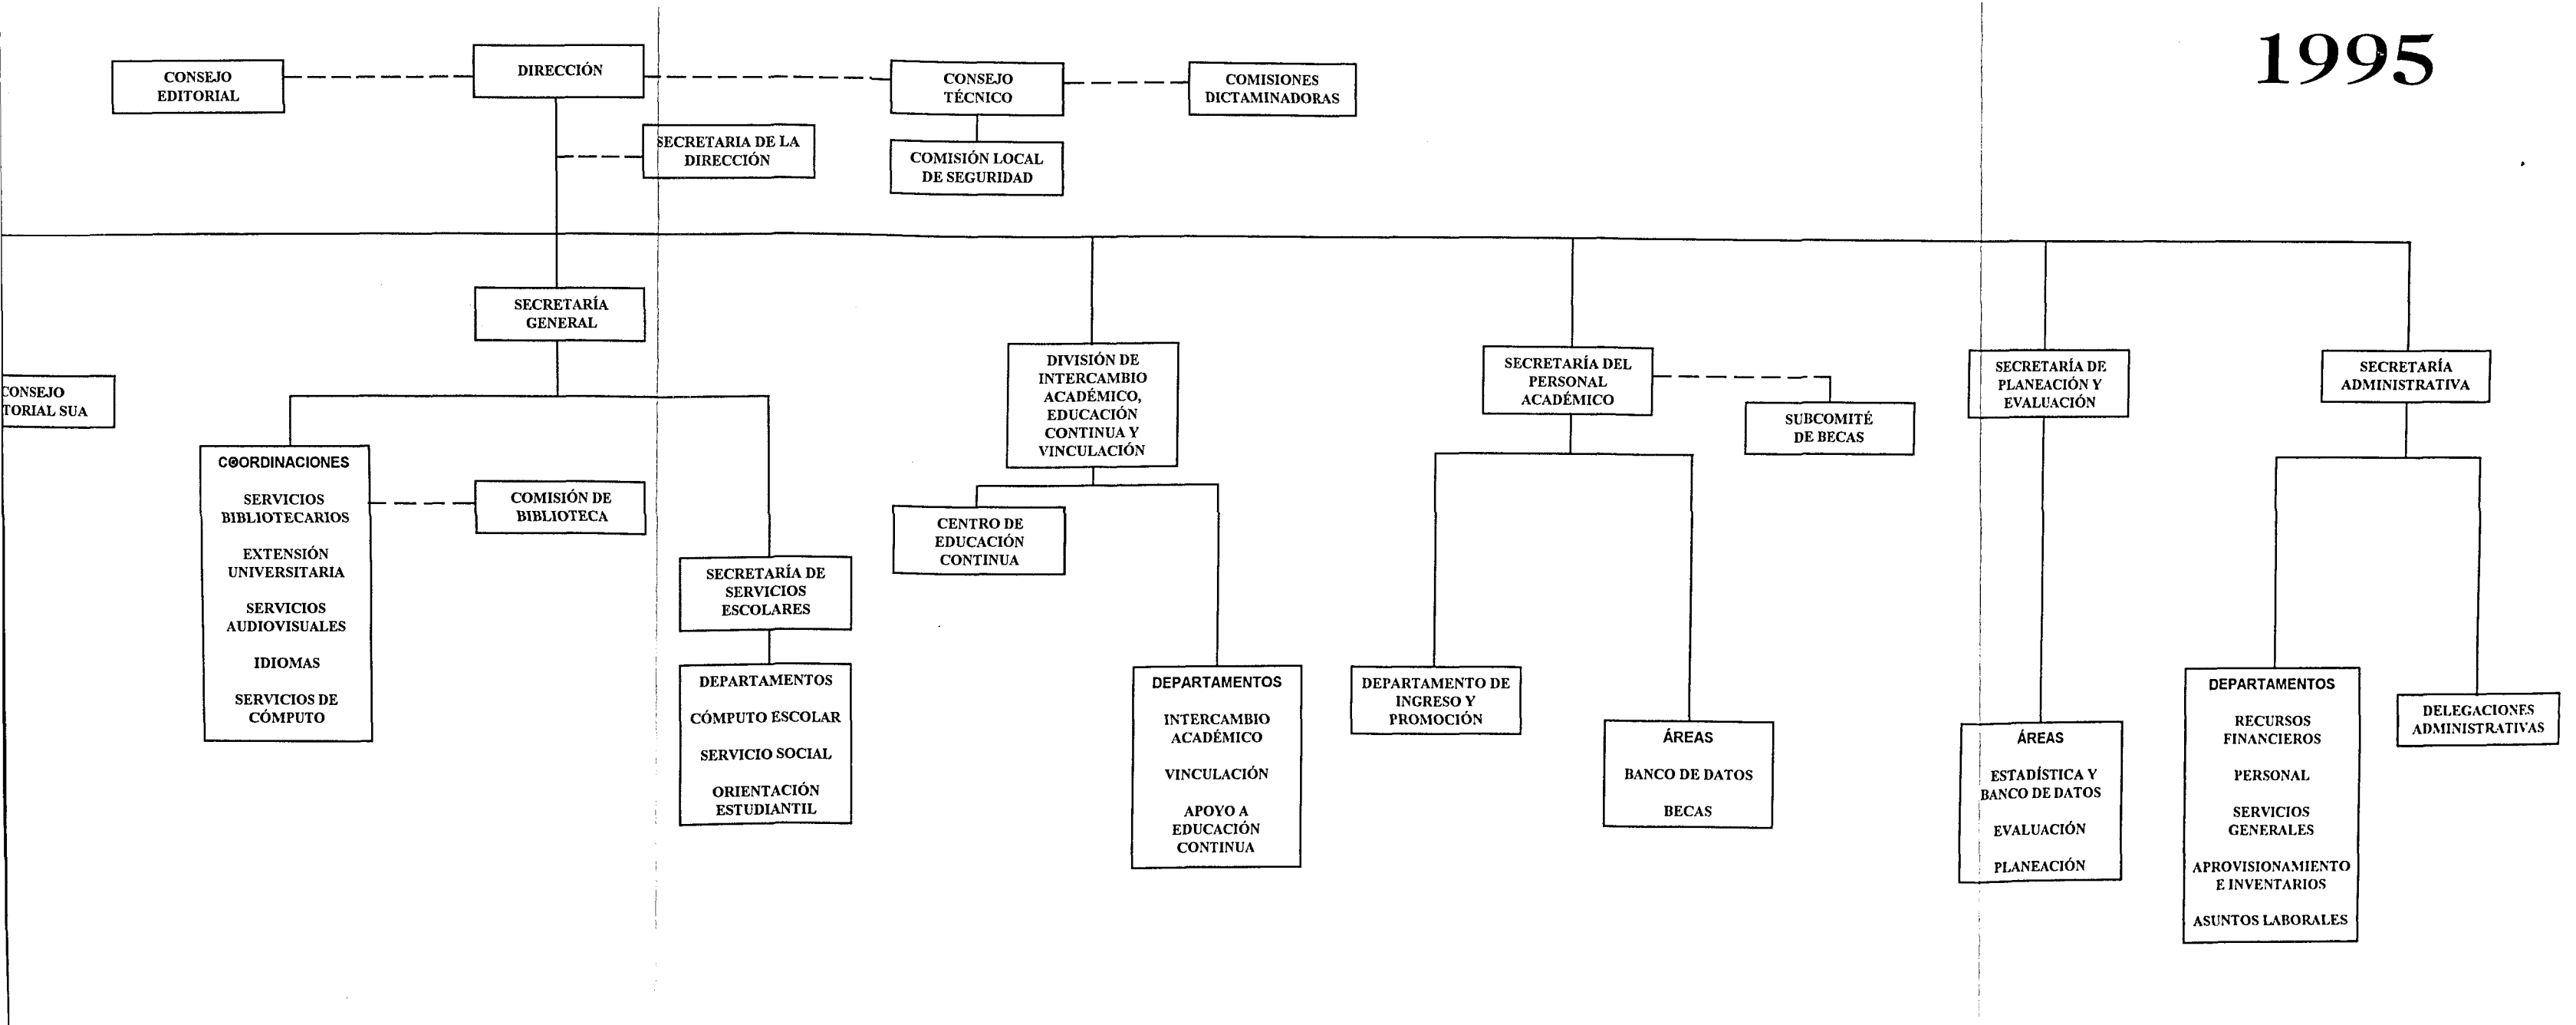 1995
CONSEJO
EDITORIAL
DIRECCIÓN
CONSEJO
TÉCNICO
COMISIONES
DICTAMINADORAS
SECRETARIA DE LA
DIRECCIÓN
COMISIÓN LOCAL
DE SEGURIDAD
SECRETARÍA
GENERAL
CONSEJO
TORIAL SUA
COORDINACIONES
SERVICIOS
BIBLIOTECARIOS
EXTENSIÓN
UNIVERSITARIA
SERVICIOS
AUDIOVISUALES
IDIOMAS
SERVICIOS DE
CÓMPUTO
COMISIÓN DE
BIBLIOTECA
SECRETARÍA DE
SERVICIOS
ESCOLARES
DEPARTAMENTOS
CÓMPUTO ESCOLAR
SERVICIO SOCIAL
ORIENTACIÓN
ESTUDIANTIL
DIVISIÓN DE
INTERCAMBIO
ACADÉMICO,
EDUCACIÓN
CONTINUA Y
VINCULACIÓN
CENTRO DE
EDUCACIÓN
CONTINUA
DEPARTAMENTOS
INTERCAMBIO
ACADÉMICO
VINCULACIÓN
APOYO A
EDUCACIÓN
CONTINUA
SECRETARÍA DEL
PERSONAL
ACADÉMICO
SUBCOMITÉ
DE BECAS
DEPARTAMENTO DE
INGRESO Y
PROMOCIÓN
ÁREAS
BANCO DE DATOS
BECAS
SECRETARÍA DE
PLANEACIÓN Y
EVALUACIÓN
ÁREAS
ESTADÍSTICA Y
BANCO DE DATOS
EVALUACIÓN
PLANEACIÓN
SECRETARÍA
ADMINISTRATIVA
DEPARTAMENTOS
RECURSOS
FINANCIEROS
PERSONAL
SERVICIOS
GENERALES
APROVISIONAMIENTO
E INVENTARIOS
ASUNTOS LABORALES
DELEGACIONES
ADMINISTRATIVAS